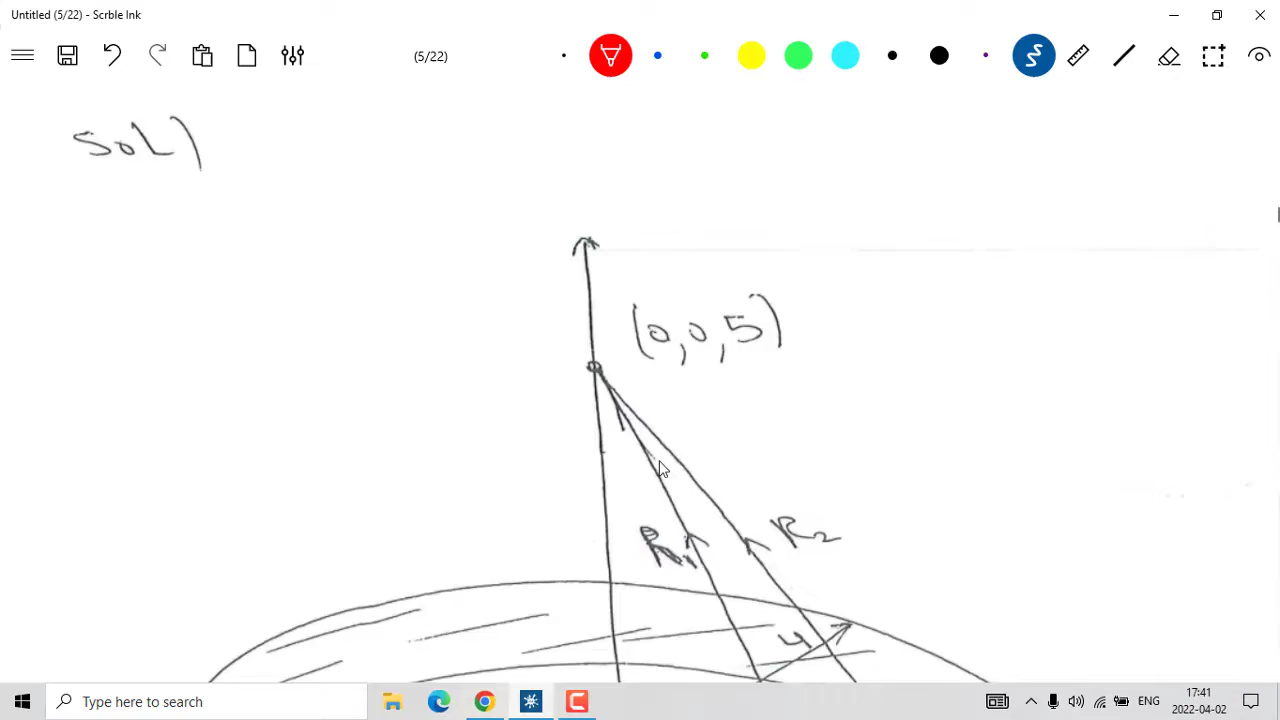 Untitled (5/22) - Scrble Ink
(5/22)
SoL)
(0,0,5)
R1
R2
4
Type here to search
ENG
17:41
2022-04-02